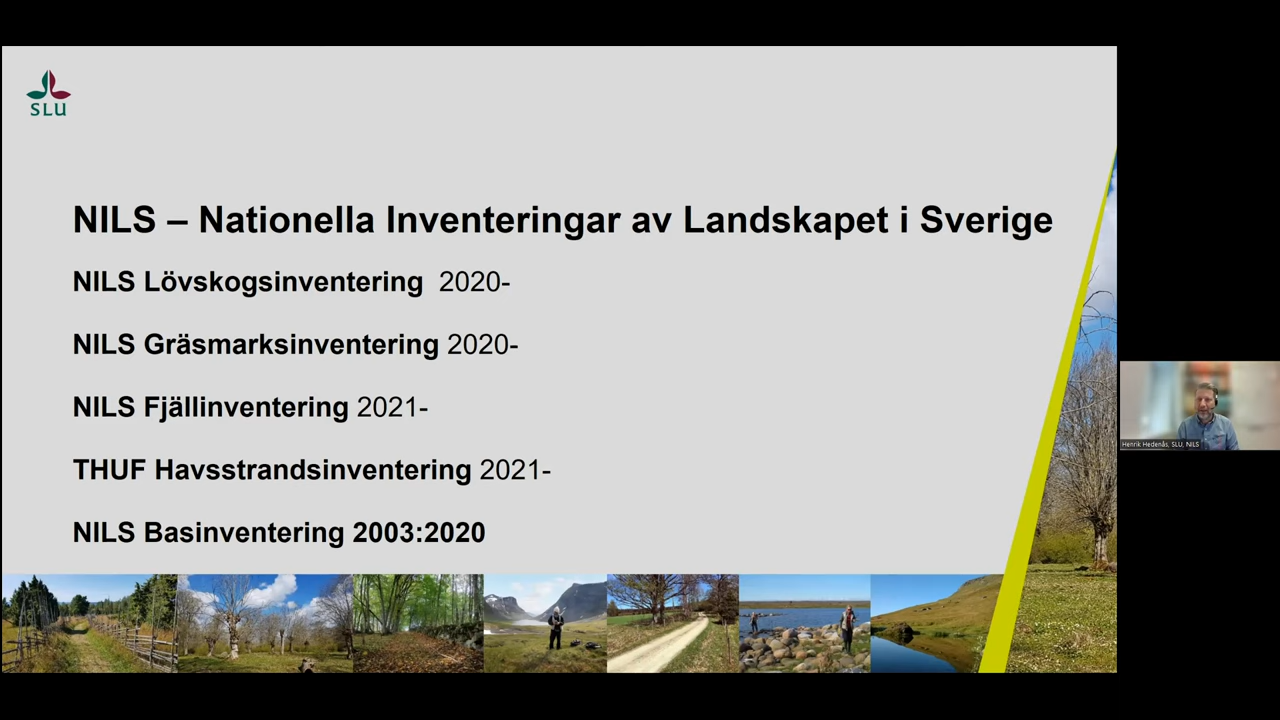 SLU
NILS – Nationella Inventeringar av Landskapet i Sverige
NILS Lövskogsinventering 2020-
NILS Gräsmarksinventering 2020-
NILS Fjällinventering 2021-
THUF Havsstrandsinventering 2021-
NILS Basinventering 2003:2020
Henrik Hedenås, SLU, NILS